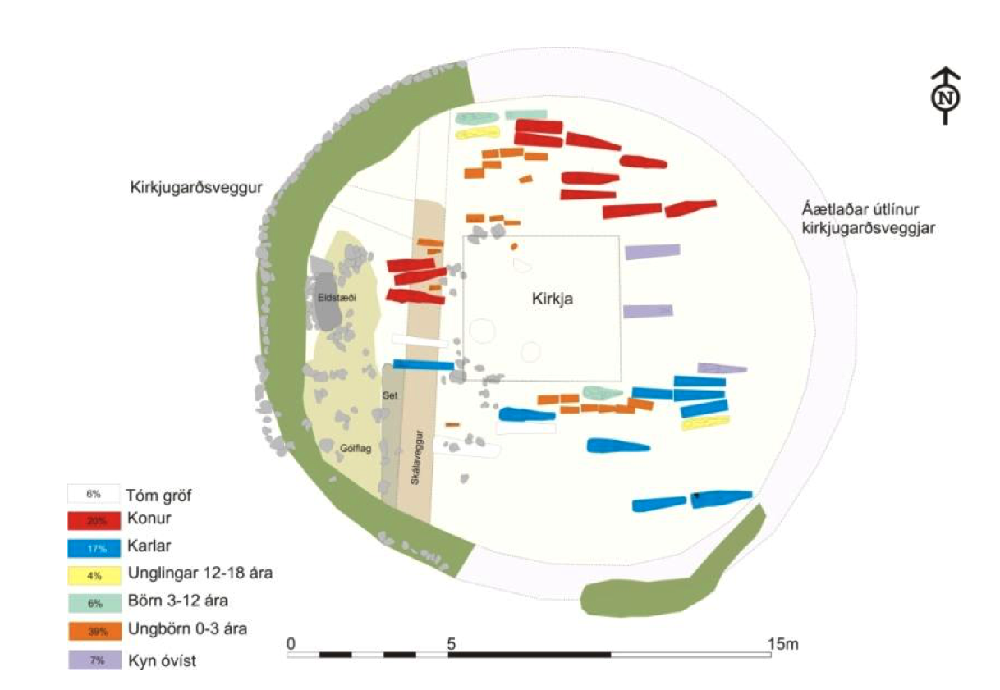 N
Kirkjugarðsveggur
Áætlaðar útlínur
kirkjugarðsveggjar
Eldstæði
Kirkja
Set
Gólflag
Skálaveggur
6% Tóm gröf
20% Konur
17% Karlar
4% Unglingar 12-18 ára
6% Börn 3-12 ára
39% Ungbörn 0-3 ára
7% Kyn óvíst
0 5 15m